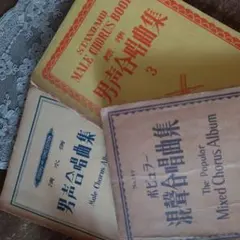 STANDARD
MALE CHORUS BOOK
男声合唱曲集
3
男声合唱曲集
Male Chorus Album
ポピュラー
混聲合唱曲集
The Popular
Mixed Chorus Album